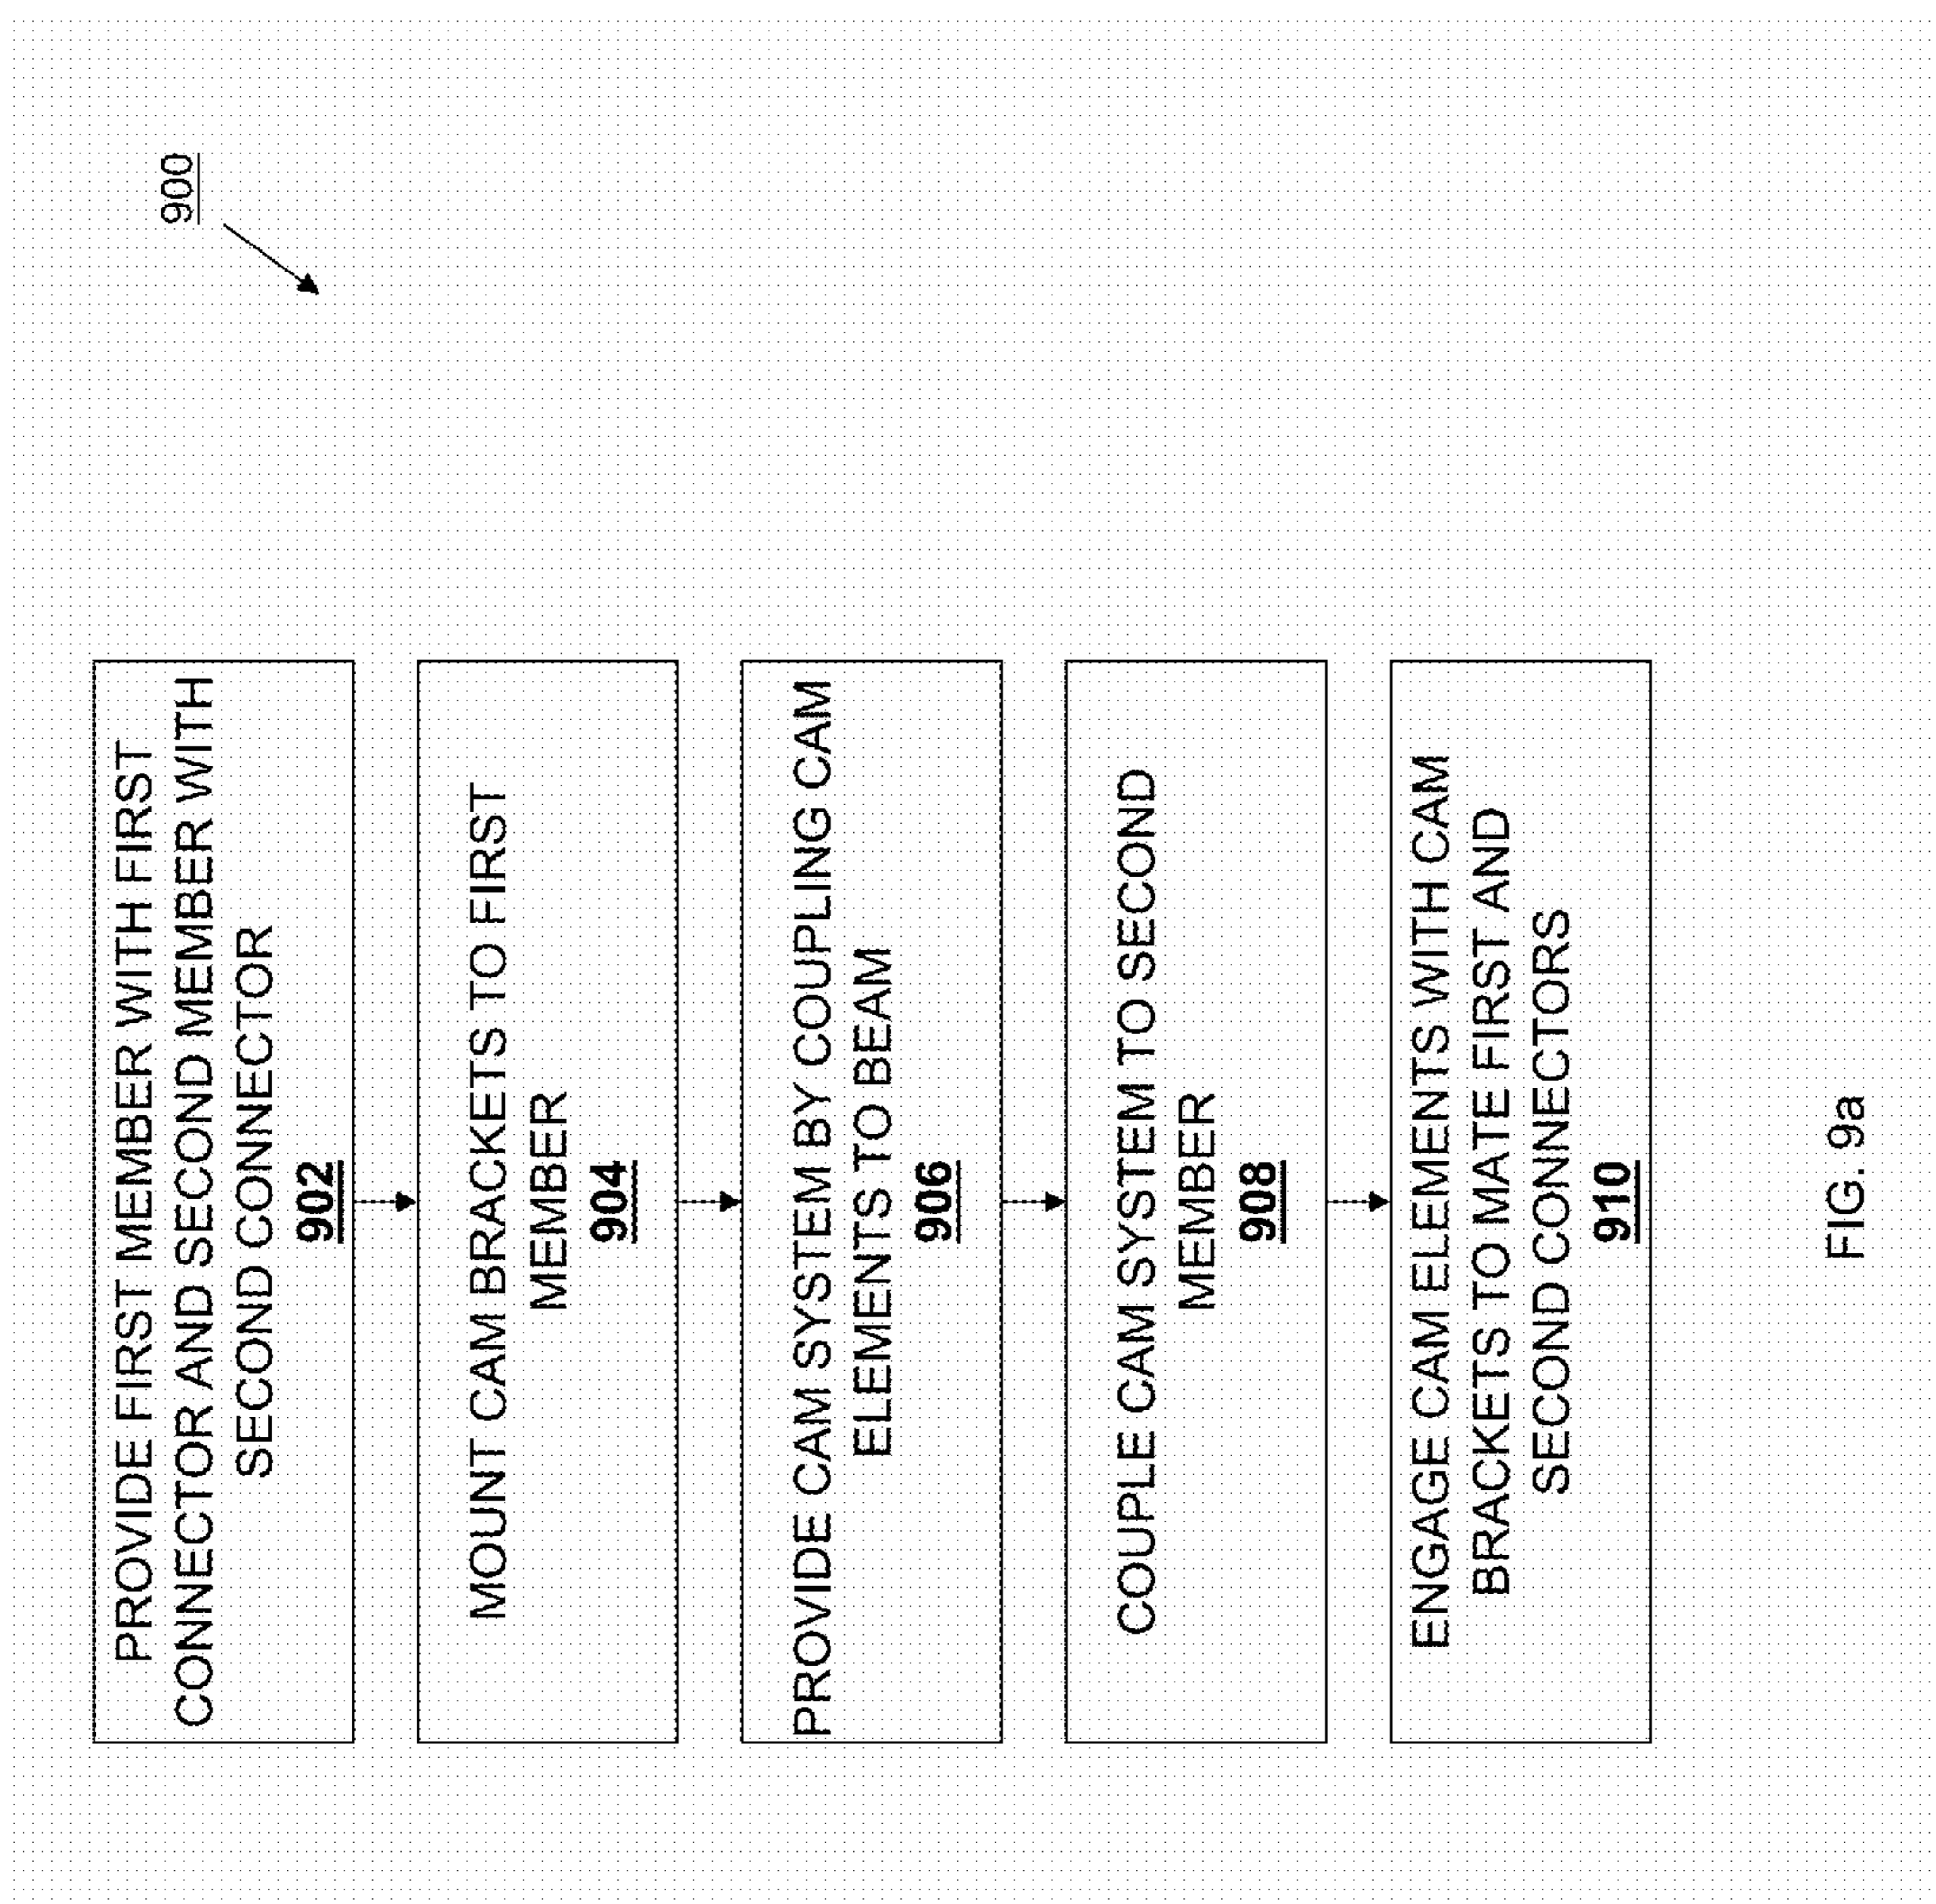 900
PROVIDE FIRST MEMBER WITH FIRST
CONNECTOR AND SECOND MEMBER WITH
SECOND CONNECTOR
902
MOUNT CAM BRACKETS TO FIRST
MEMBER
904
PROVIDE CAM SYSTEM BY COUPLING CAM
ELEMENTS TO BEAM
906
COUPLE CAM SYSTEM TO SECOND
MEMBER
908
ENGAGE CAM ELEMENTS WITH CAM
BRACKETS TO MATE FIRST AND
SECOND CONNECTORS
910
FIG. 9a